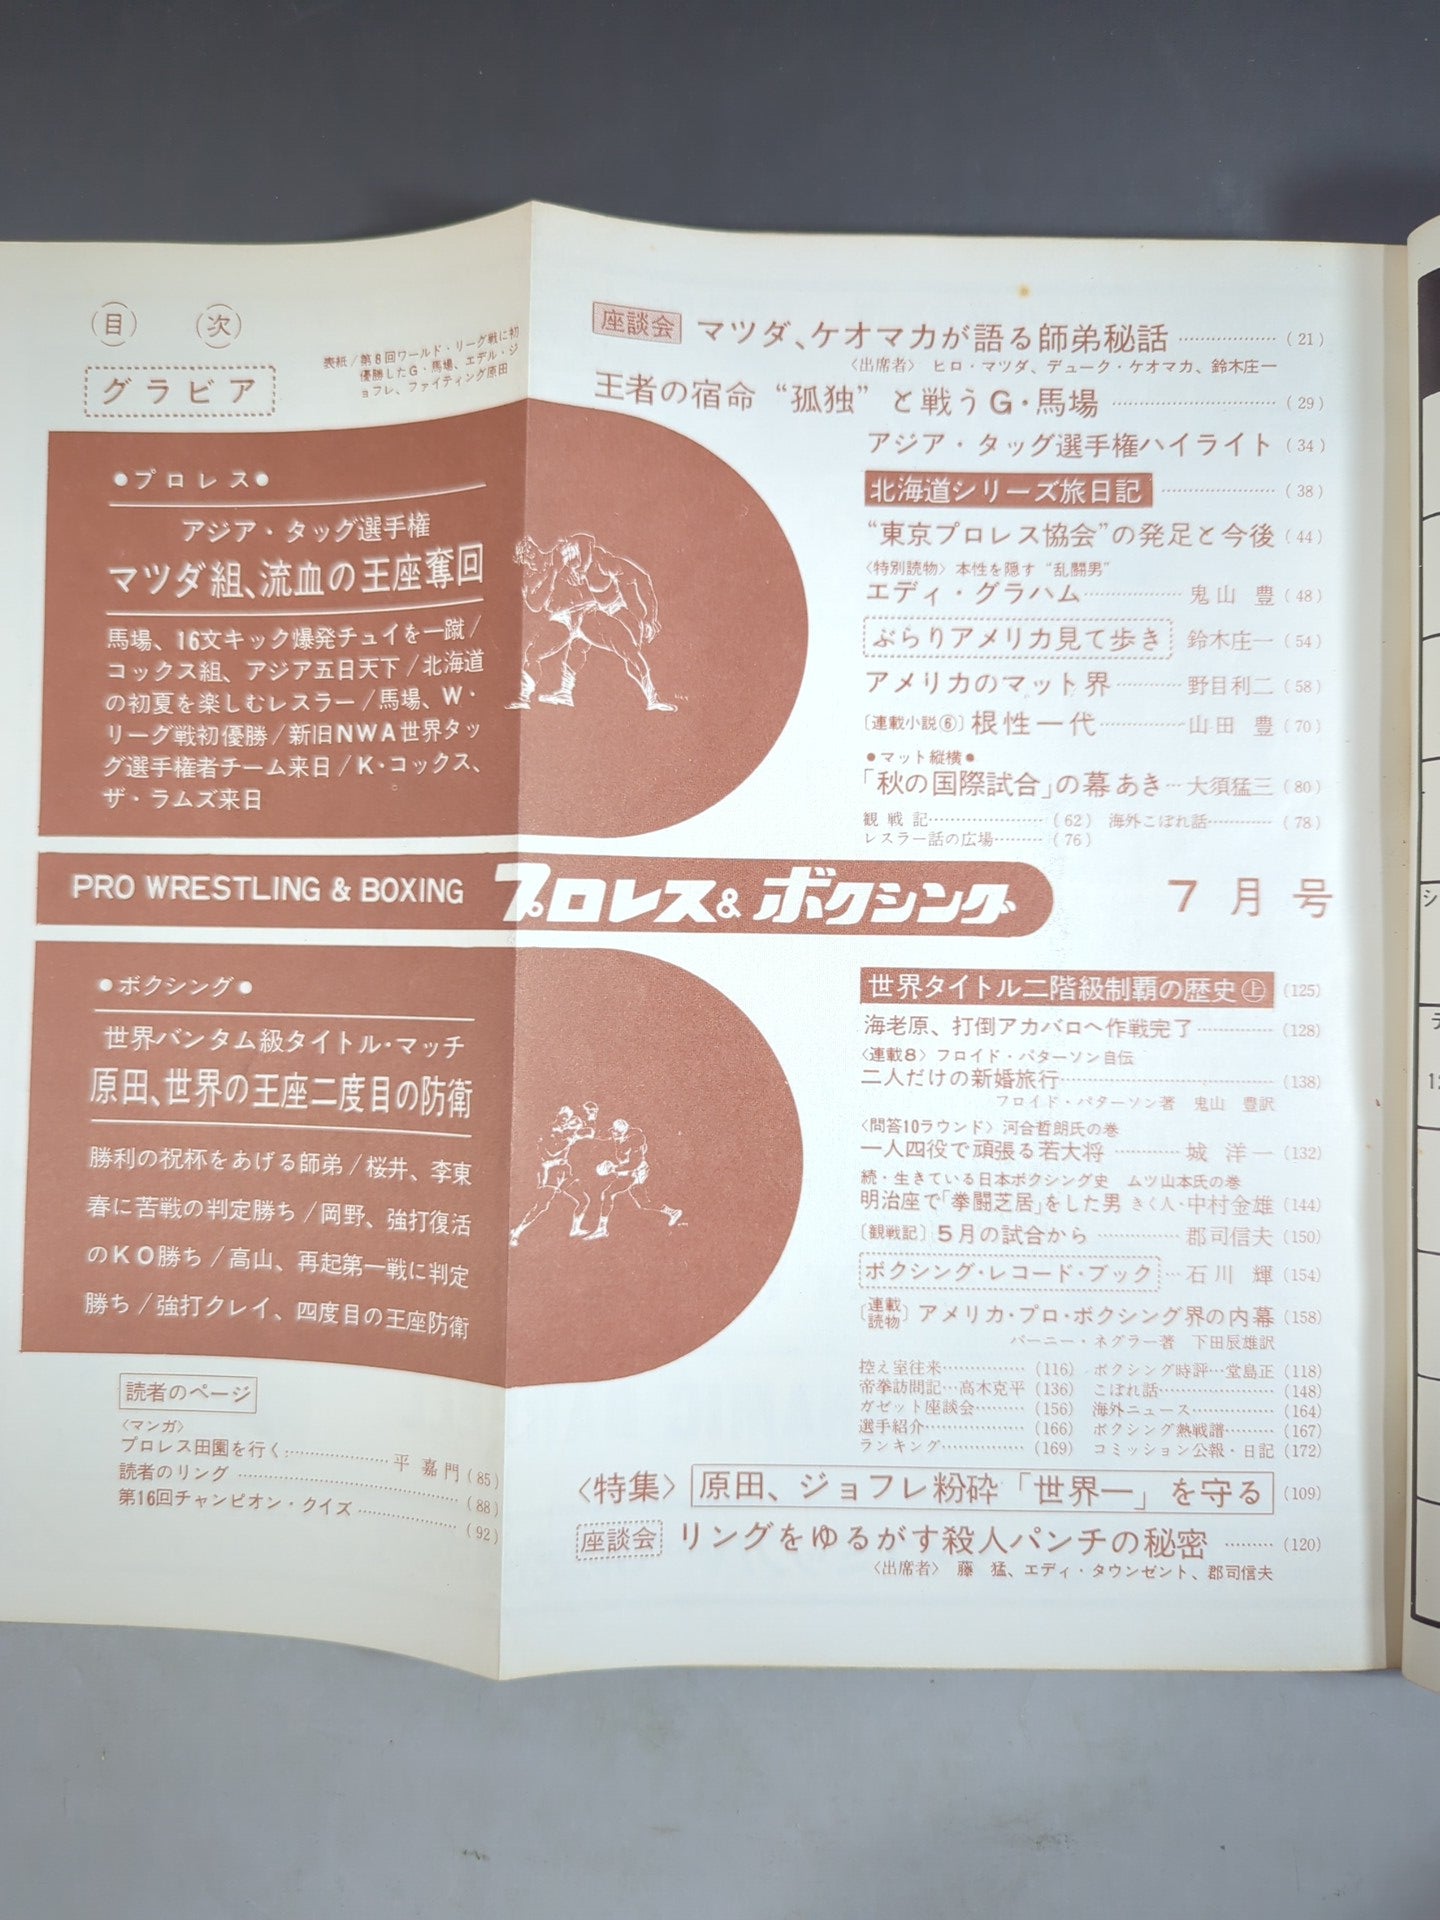 目 次
グラビア
表紙/第8回ワールド・リーグ戦に初
優勝したG・馬場、エデル・ジ
ョフレ、ファイティング原田
●プロレス●
アジア・タッグ選手権
マツダ組、流血の王座奪回
馬場、16文キック爆発チュイを一蹴/
コックス組、アジア五日天下/北海道
の初夏を楽しむレスラー/馬場、W・
リーグ戦初優勝/新旧NWA世界タッ
グ選手権者チーム来日/K・コックス、
ザ・ラムズ来日
座談会 マツダ、ケオマカが語る師弟秘話……(21)
〈出席者〉 ヒロ・マツダ、デューク・ケオマカ、鈴木庄一
王者の宿命“孤独”と戦うG・馬場……(29)
アジア・タッグ選手権ハイライト (34)
北海道シリーズ旅日記……(38)
“東京プロレス協会”の発足と今後 (44)
〈特別読物〉本性を隠す“乱闘男”
エディ・グラハム……鬼山 豊 (48)
ぶらりアメリカ見て歩き 鈴木庄一 (54)
アメリカのマット界……野目利二 (58)
〔連載小説⑥〕根性一代……山田 豊 (70)
●マット縦横●
「秋の国際試合」の幕あき…大須猛三 (80)
観戦記……(62) 海外こぼれ話……(78)
レスラー話の広場……(76)
PRO WRESTLING & BOXING プロレス&ボクシング 7月号
●ボクシング●
世界バンタム級タイトル・マッチ
原田、世界の王座二度目の防衛
勝利の祝杯をあげる師弟/桜井、李東
春に苦戦の判定勝ち/岡野、強打復活
のKO勝ち/高山、再起第一戦に判定
勝ち/強打クレイ、四度目の王座防衛
世界タイトル二階級制覇の歴史㊤ (125)
海老原、打倒アカバロへ作戦完了……(128)
〈連載8〉フロイド・パターソン自伝
二人だけの新婚旅行……(138)
フロイド・パターソン著 鬼山 豊訳
〈問答10ラウンド〉河合哲朗氏の巻
一人四役で頑張る若大将……城 洋一 (132)
続・生きている日本ボクシング史 ムツ山本氏の巻
明治座で「拳闘芝居」をした男 きく人・中村金雄 (144)
〔観戦記〕5月の試合から……郡司信夫 (150)
ボクシング・レコード・ブック…石川 輝 (154)
〔連載読物〕アメリカ・プロ・ボクシング界の内幕 (158)
バーニー・ネグラー著 下田辰雄訳
控え室往来……(116) ボクシング時評…堂島正 (118)
帝拳訪問記…高木克平 (136) こぼれ話……(148)
ガゼット座談会……(156) 海外ニュース……(164)
選手紹介……(166) ボクシング熱戦譜……(167)
ランキング……(169) コミッション公報・日記 (172)
〈特集〉原田、ジョフレ粉砕「世界一」を守る (109)
座談会 リングをゆるがす殺人パンチの秘密……(120)
〈出席者〉 藤 猛、エディ・タウンゼント、郡司信夫
読者のページ
〈マンガ〉
プロレス田園を行く……平 嘉門 (85)
読者のリング……(88)
第16回チャンピオン・クイズ……(92)